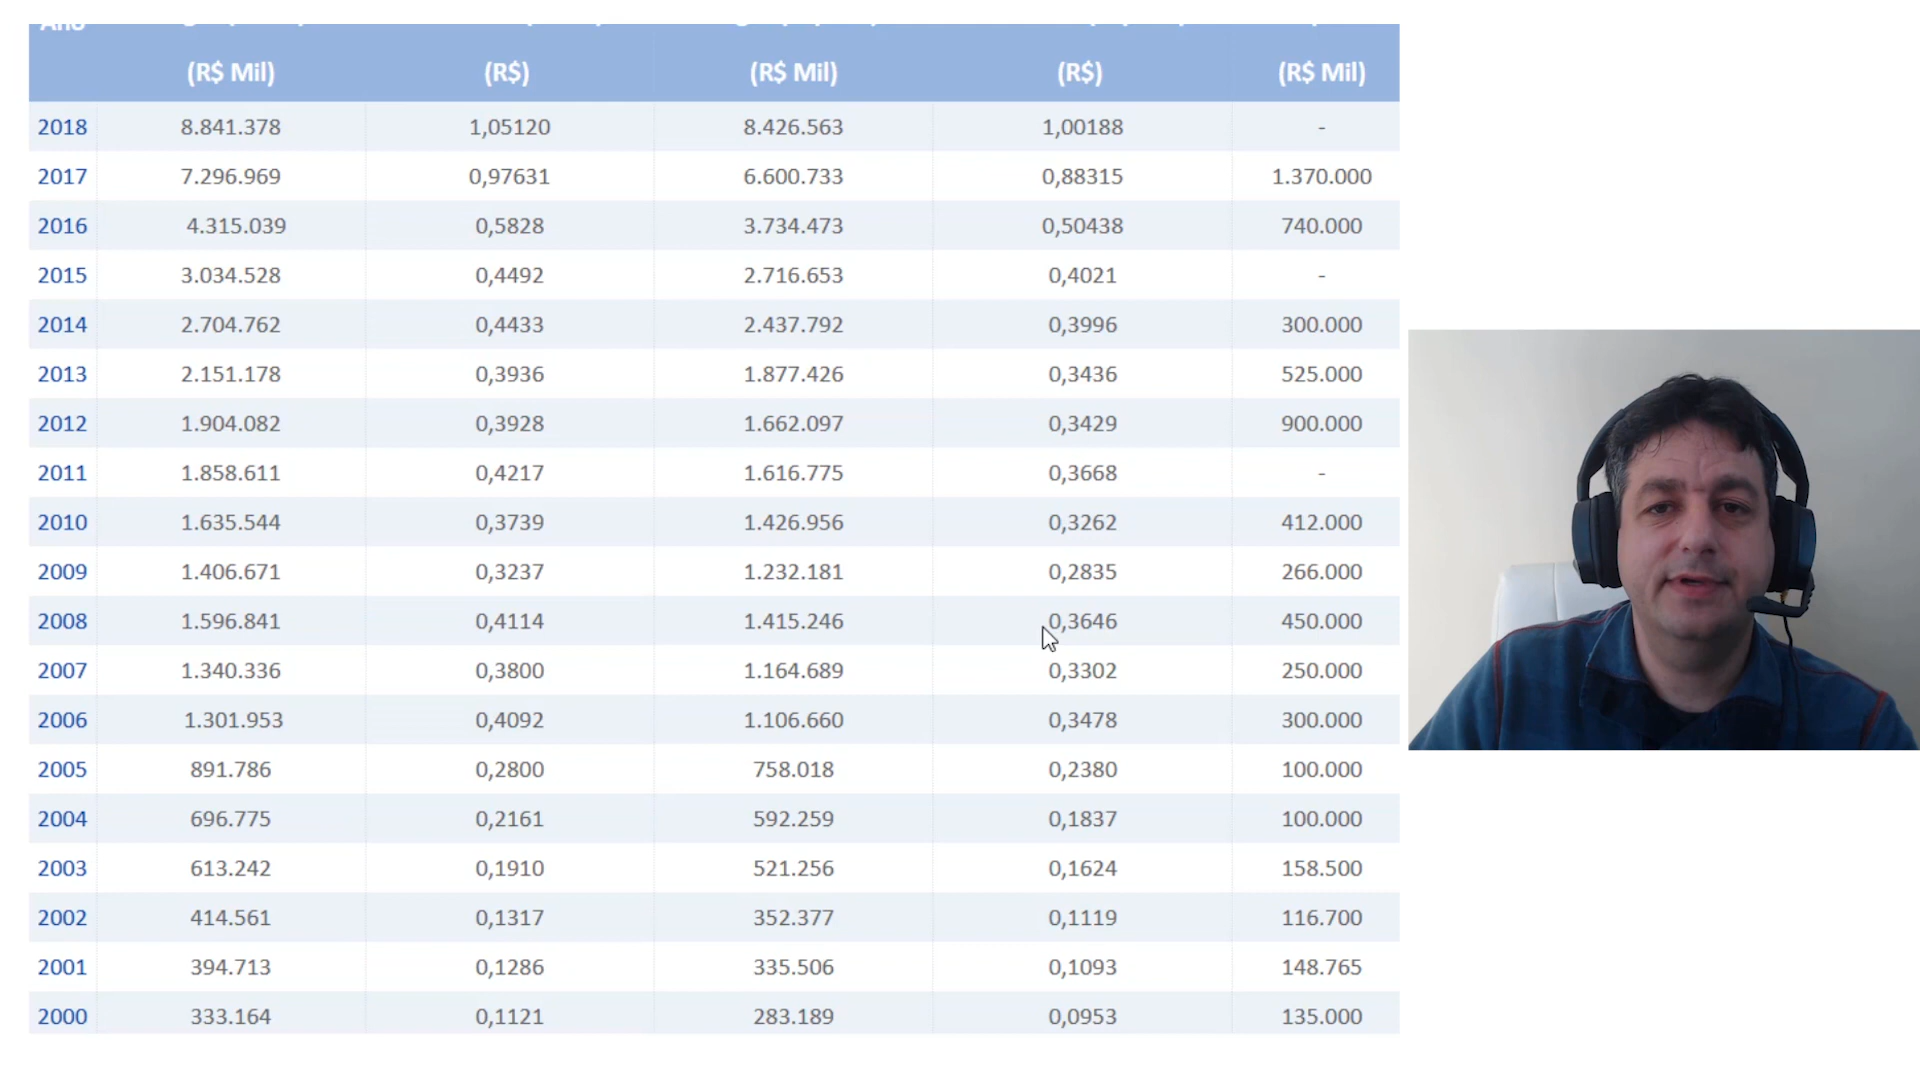 Ano
(R$ Mil) (R$) (R$ Mil) (R$) (R$ Mil)
2018 8.841.378 1,05120 8.426.563 1,00188 -
2017 7.296.969 0,97631 6.600.733 0,88315 1.370.000
2016 4.315.039 0,5828 3.734.473 0,50438 740.000
2015 3.034.528 0,4492 2.716.653 0,4021 -
2014 2.704.762 0,4433 2.437.792 0,3996 300.000
2013 2.151.178 0,3936 1.877.426 0,3436 525.000
2012 1.904.082 0,3928 1.662.097 0,3429 900.000
2011 1.858.611 0,4217 1.616.775 0,3668 -
2010 1.635.544 0,3739 1.426.956 0,3262 412.000
2009 1.406.671 0,3237 1.232.181 0,2835 266.000
2008 1.596.841 0,4114 1.415.246 0,3646 450.000
2007 1.340.336 0,3800 1.164.689 0,3302 250.000
2006 1.301.953 0,4092 1.106.660 0,3478 300.000
2005 891.786 0,2800 758.018 0,2380 100.000
2004 696.775 0,2161 592.259 0,1837 100.000
2003 613.242 0,1910 521.256 0,1624 158.500
2002 414.561 0,1317 352.377 0,1119 116.700
2001 394.713 0,1286 335.506 0,1093 148.765
2000 333.164 0,1121 283.189 0,0953 135.000